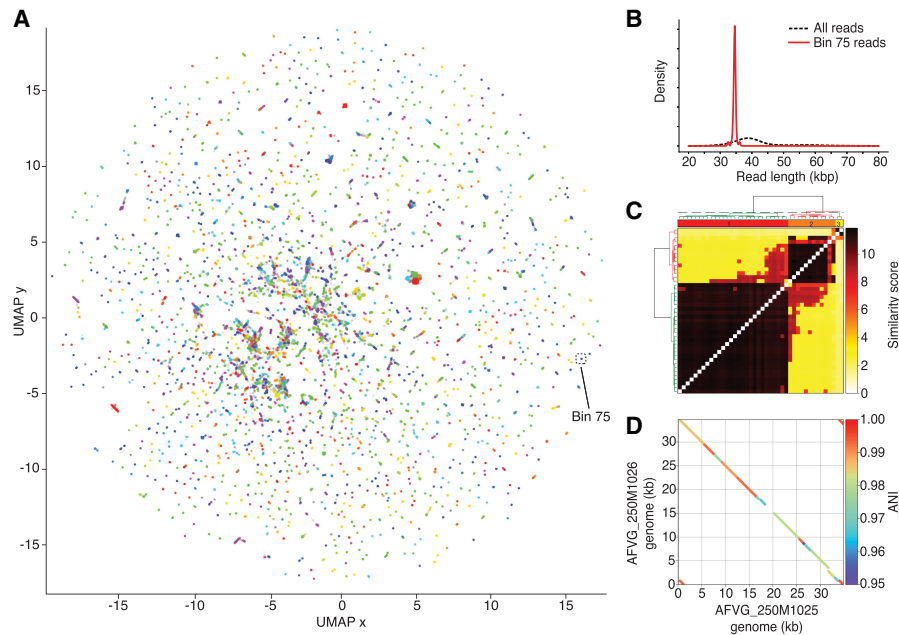 A
UMAP y
15
10
5
0
-5
-10
-15
-15
-10
-5
0
5
10
15
UMAP x
Bin 75
B
Density
All reads
Bin 75 reads
20
30
40
50
60
70
80
Read length (kbp)
C
1
2
3
10
8
6
4
2
0
Similarity score
D
AFVG_250M1026
genome (kb)
30
25
20
15
10
5
0
0
5
10
15
20
25
30
AFVG_250M1025
genome (kb)
1.00
0.99
0.98
0.97
0.96
0.95
ANI